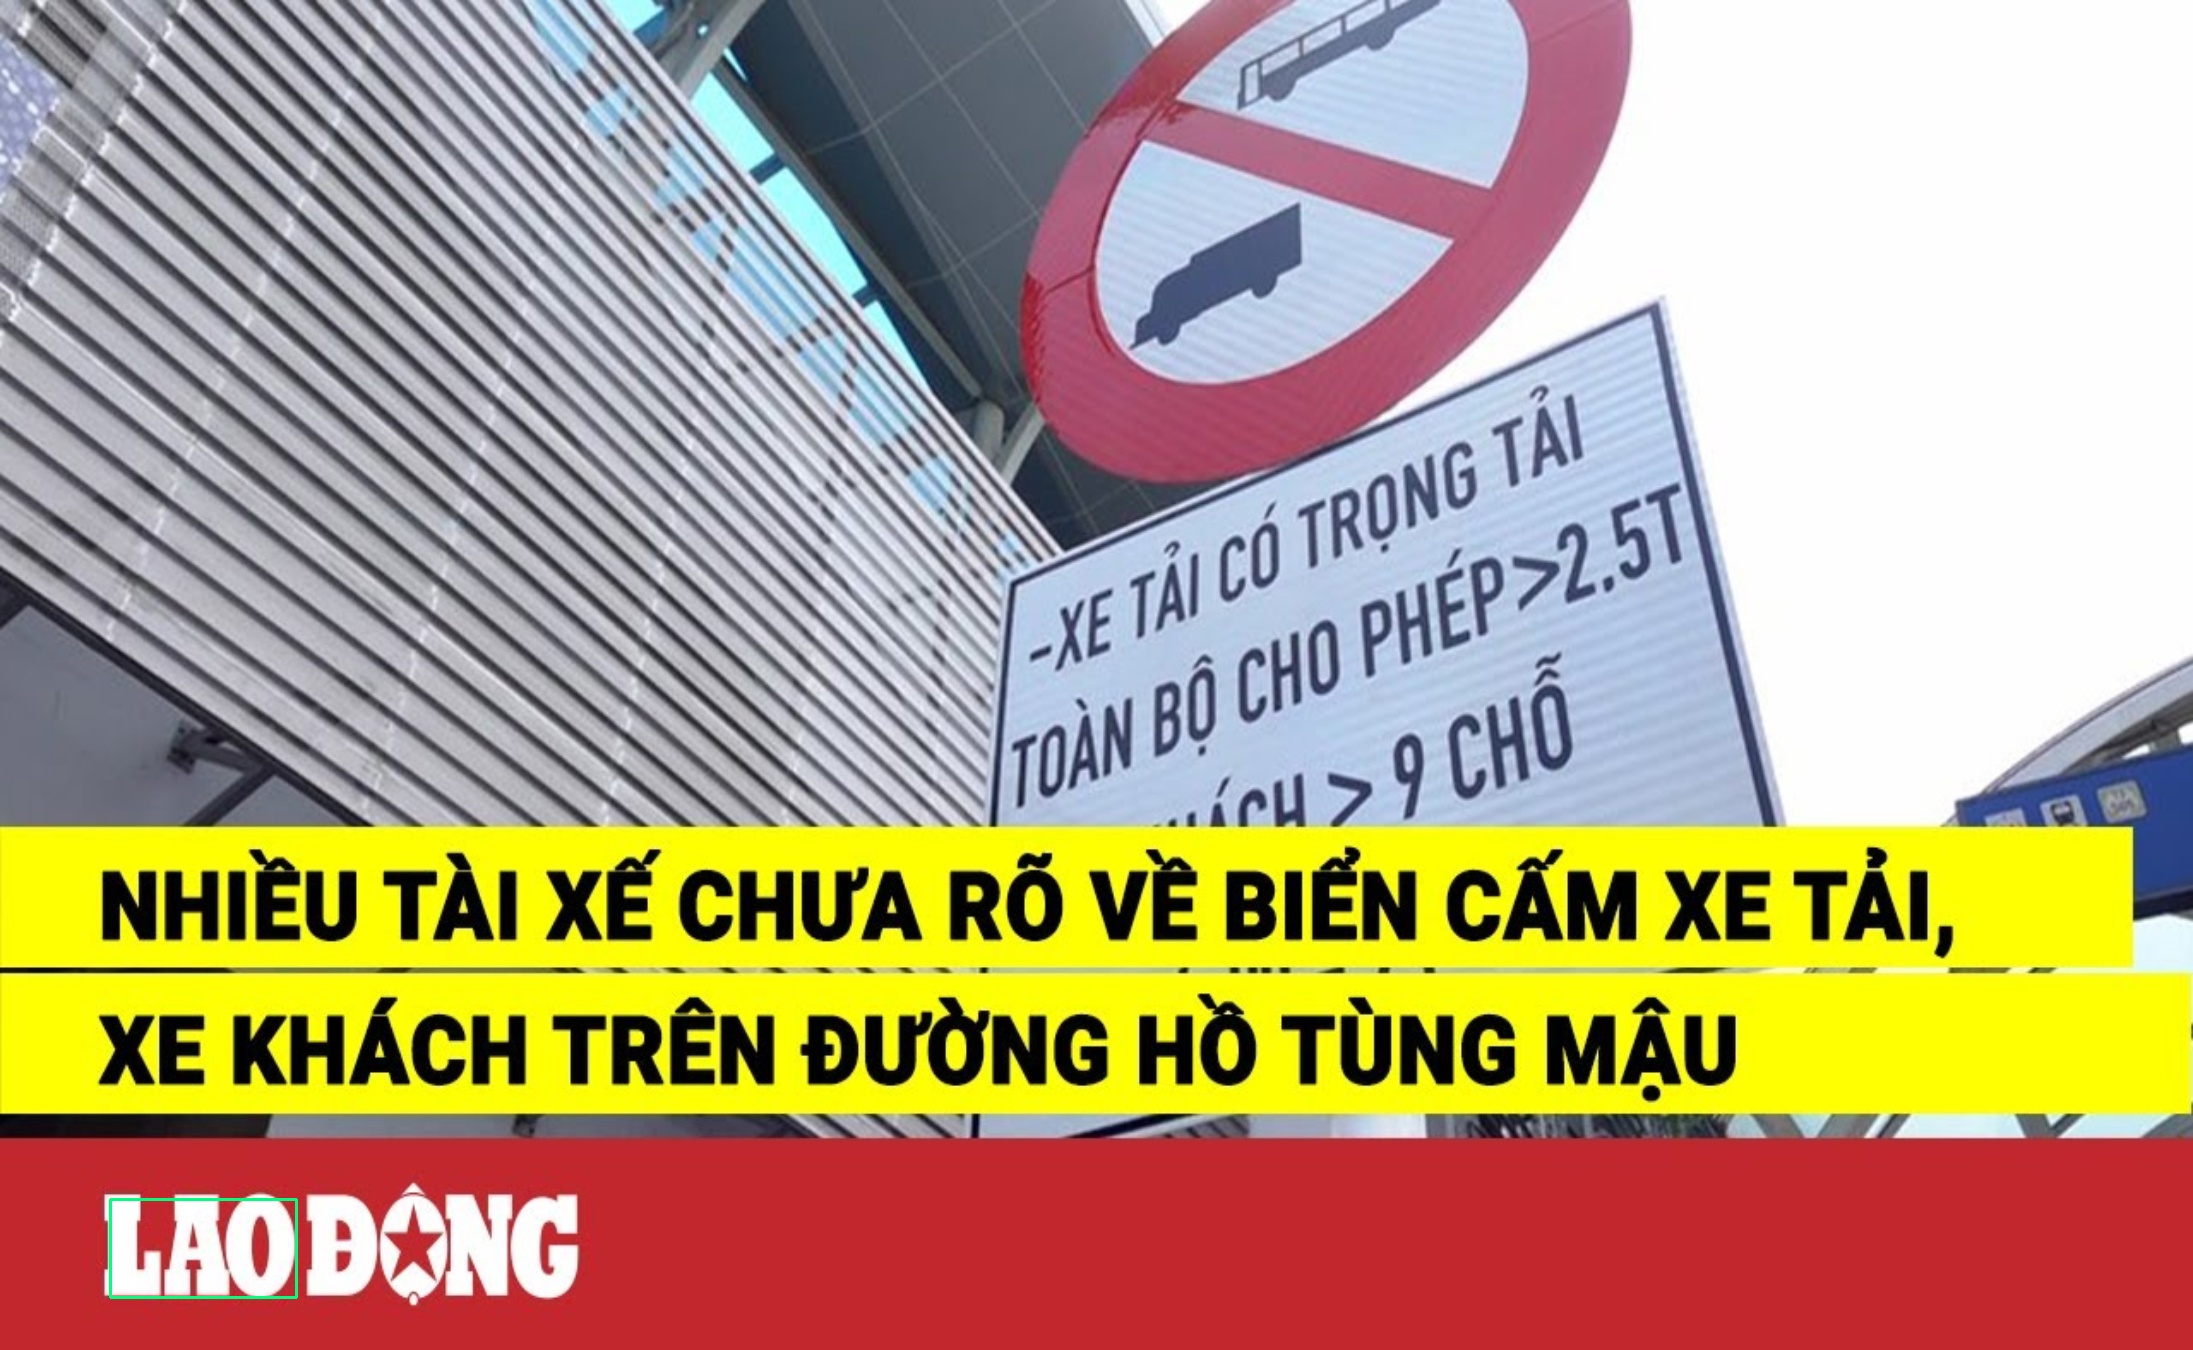 -XE TẢI CÓ TRỌNG TẢI
TOÀN BỘ CHO PHÉP>2.5T
> 9 CHỖ
NHIỀU TÀI XẾ CHƯA RÕ VỀ BIỂN CẤM XE TẢI,
XE KHÁCH TRÊN ĐƯỜNG HỒ TÙNG MẬU
LAO ĐỘNG